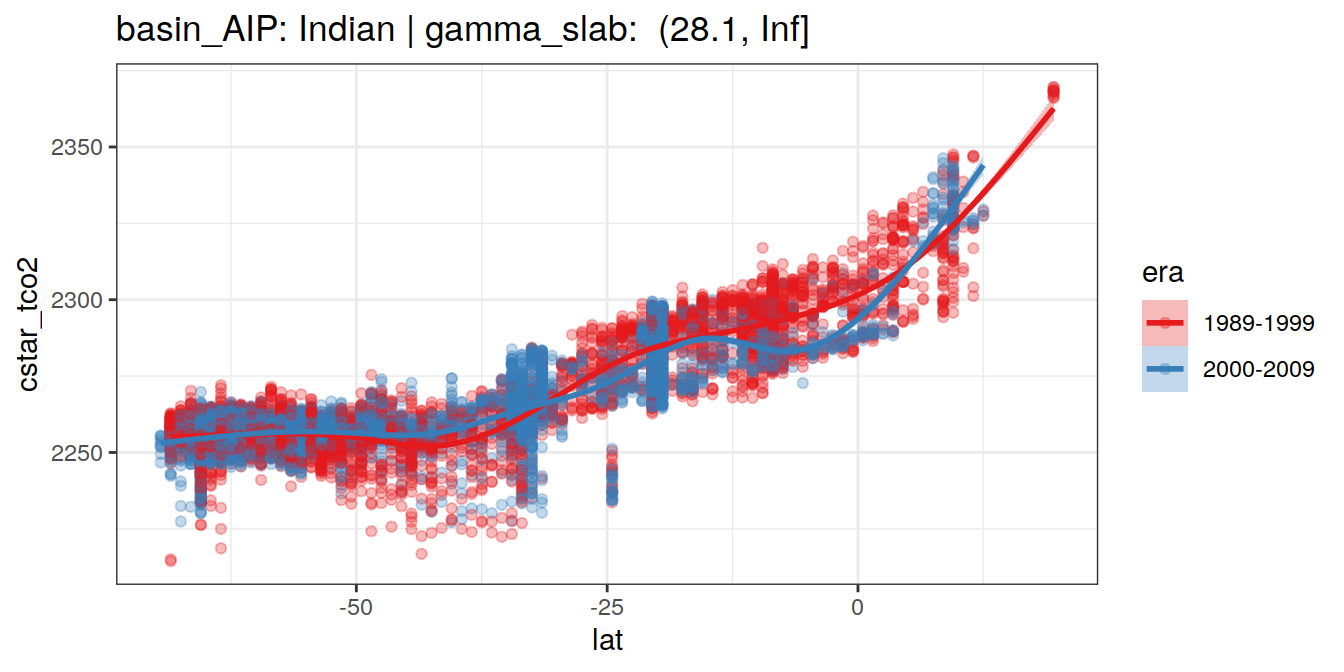 basin_AIP: Indian | gamma_slab:  (28.1, Inf]
cstar_tco2
2350
2300
2250
-50
-25
0
lat
era
1989-1999
2000-2009